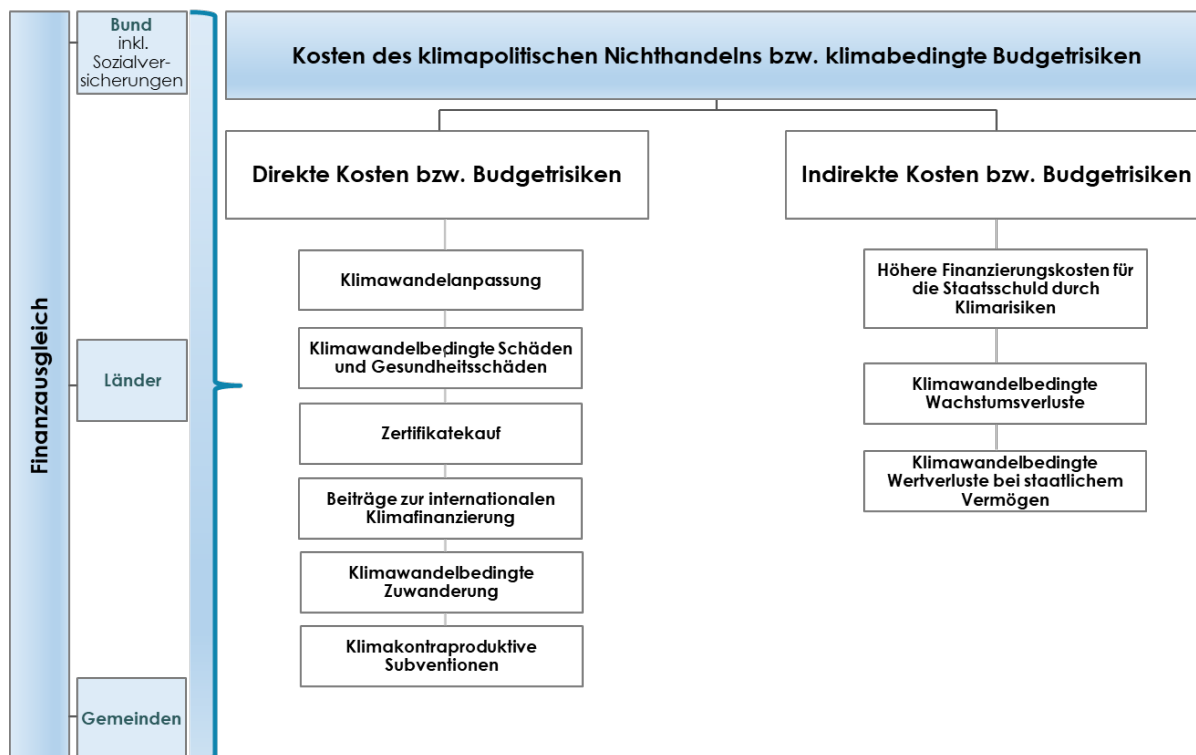 Finanzausgleich
Bund
inkl.
Sozialver-
sicherungen
Länder
Gemeinden
Kosten des klimapolitischen Nichthandelns bzw. klimabedingte Budgetrisiken
Direkte Kosten bzw. Budgetrisiken
Klimawandelanpassung
Klimawandelbedingte Schäden
und Gesundheitsschäden
Zertifikatekauf
Beiträge zur internationalen
Klimafinanzierung
Klimawandelbedingte
Zuwanderung
Klimakontraproduktive
Subventionen
Indirekte Kosten bzw. Budgetrisiken
Höhere Finanzierungskosten für
die Staatsschuld durch
Klimarisiken
Klimawandelbedingte
Wachstumsverluste
Klimawandelbedingte
Wertverluste bei staatlichem
Vermögen